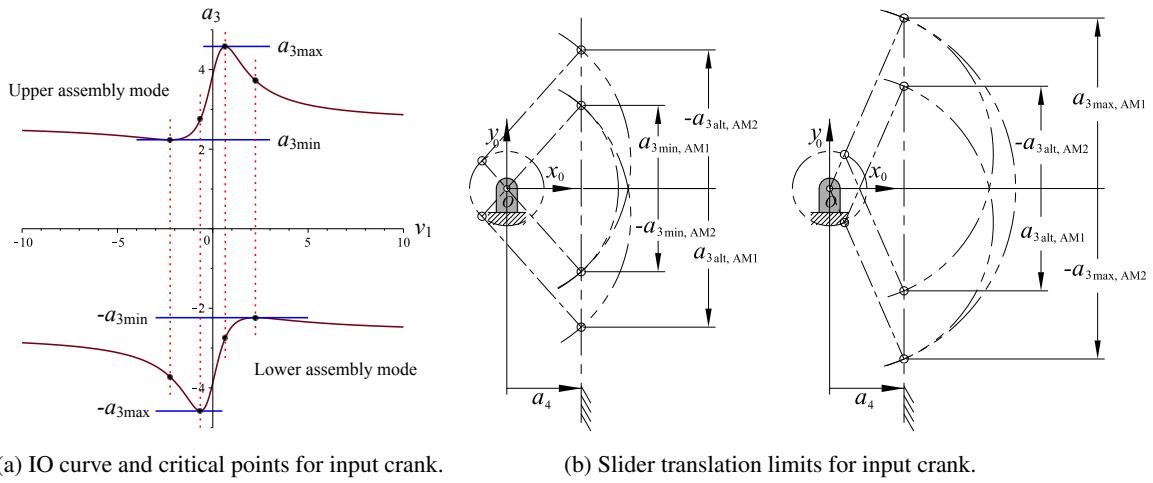 a3
a3max
4
Upper assembly mode
a3min
2
-10
-5
0
5
10
v1
-2
-a3min
Lower assembly mode
-4
-a3max
y0
x0
O
a4
-a3alt, AM2
a3min, AM1
-a3min, AM2
a3alt, AM1
y0
x0
O
a4
a3max, AM1
-a3alt, AM2
a3alt, AM1
-a3max, AM2
a) IO curve and critical points for input crank.
(b) Slider translation limits for input crank.